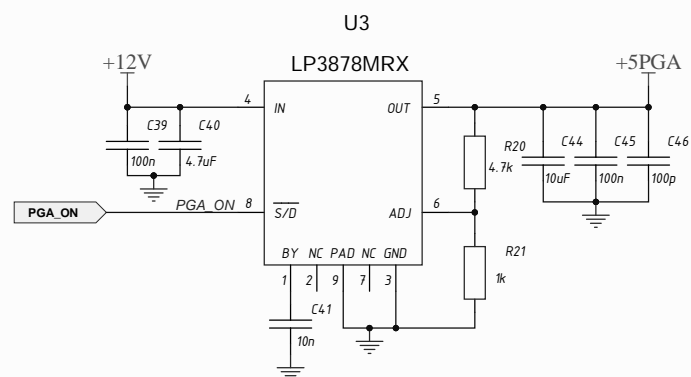 U3
LP3878MRX
+12V
+5PGA
4
IN
OUT
5
C39
100n
C40
4.7uF
R20
4.7k
C44
10uF
C45
100n
C46
100p
PGA_ON
PGA_ON
8
S/D
ADJ
6
BY
NC
PAD
NC
GND
1
2
9
7
3
R21
1k
C41
10n